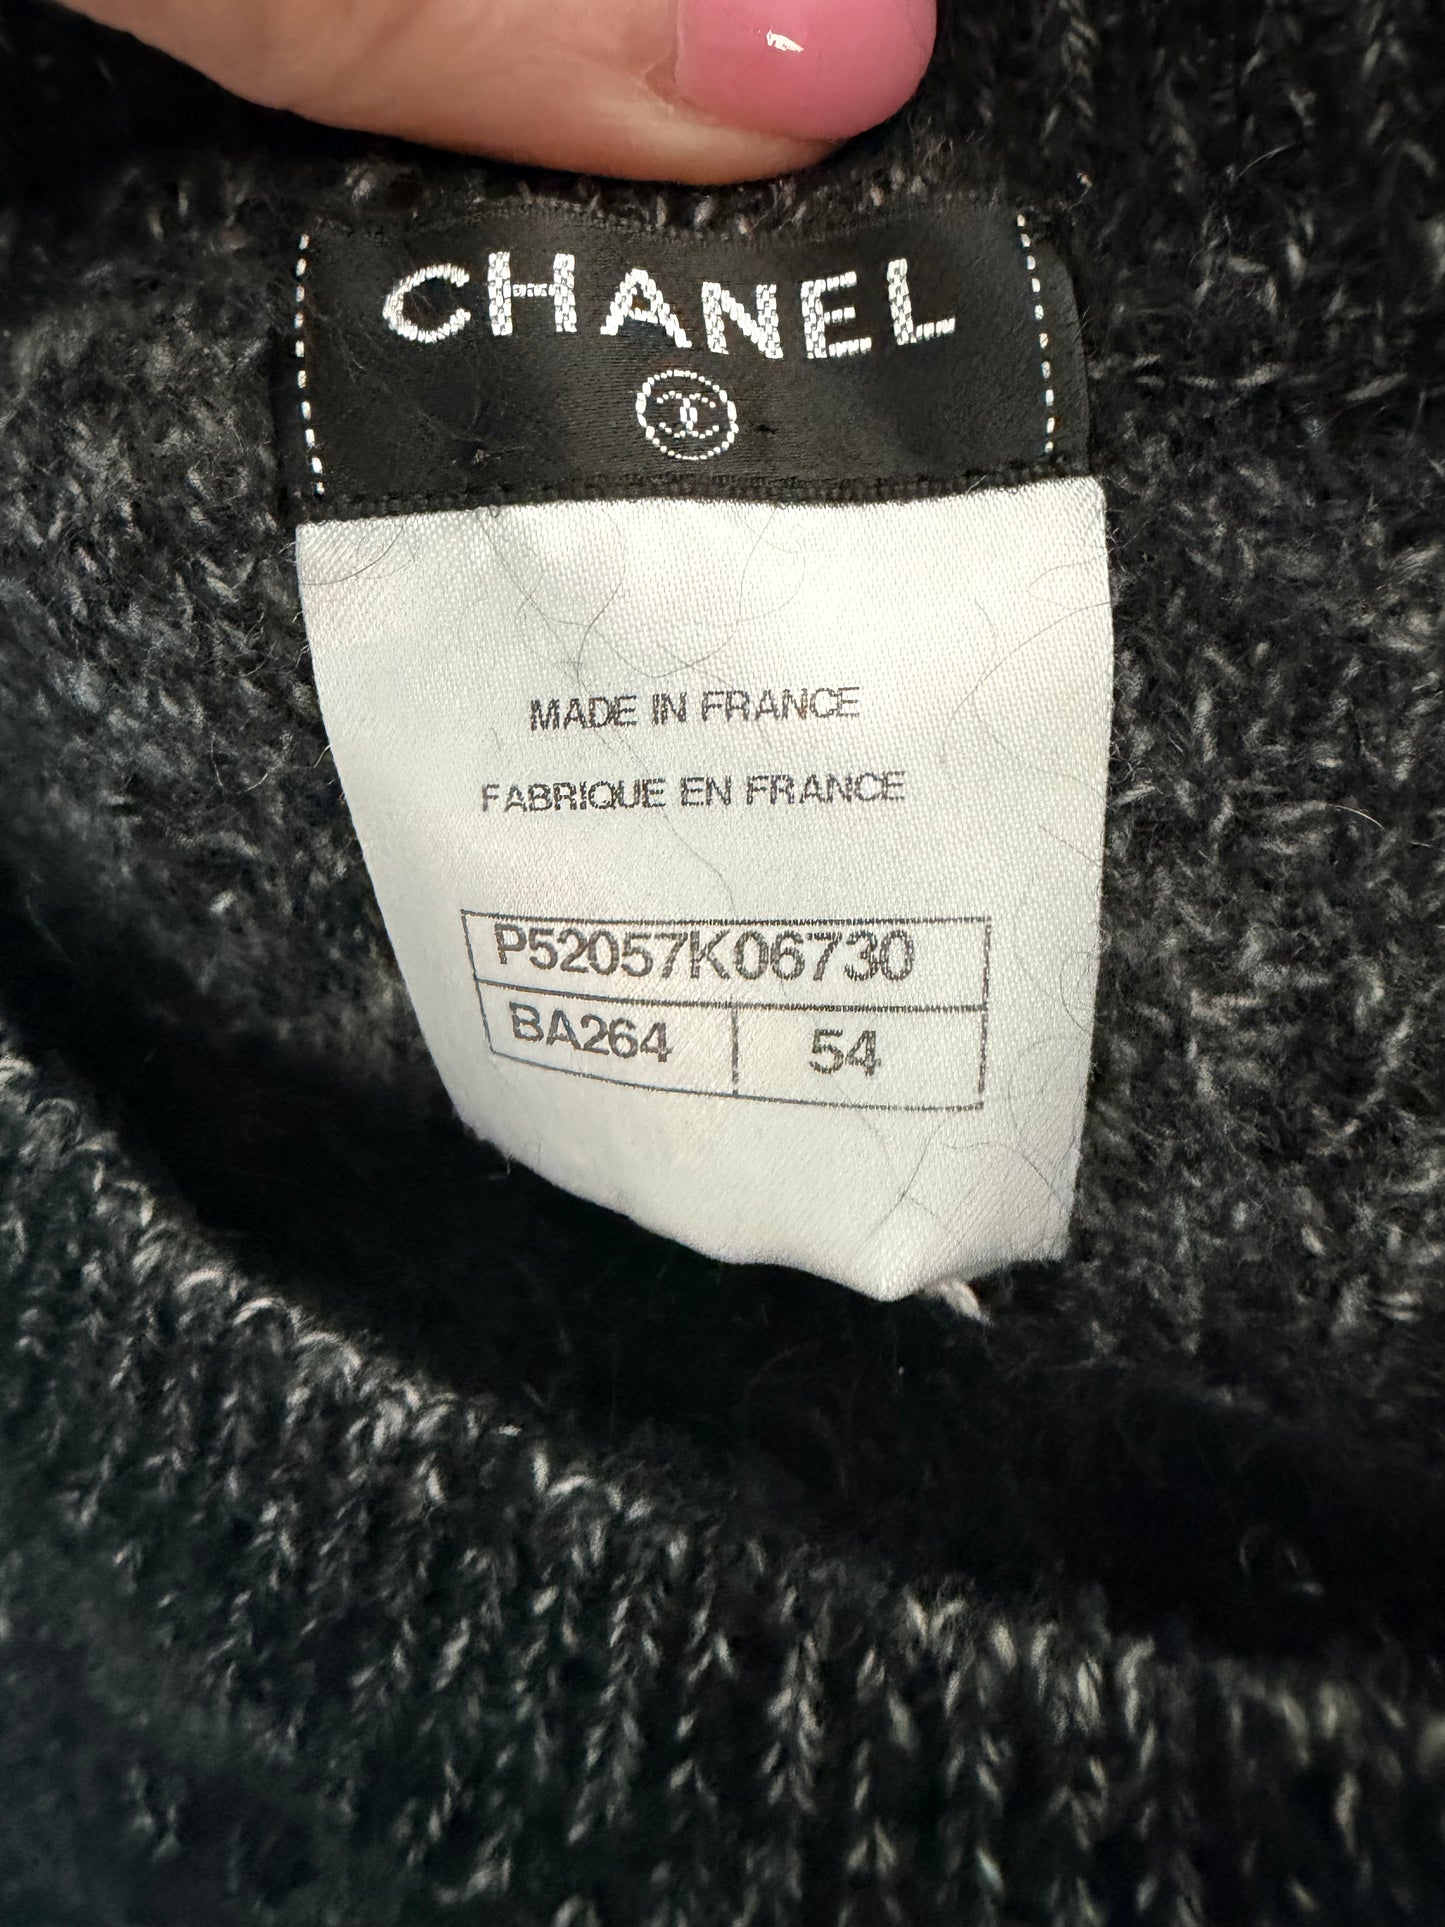 CHANEL
MADE IN FRANCE
FABRIQUE EN FRANCE
P52057K06730
BA264 54